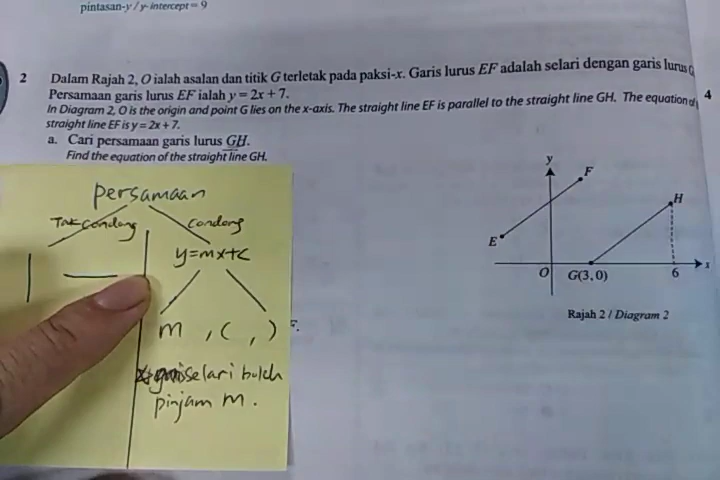 pintasan-y / y-intercept = 9
2 Dalam Rajah 2, O ialah asalan dan titik G terletak pada paksi-x. Garis lurus EF adalah selari dengan garis lurus
Persamaan garis lurus EF ialah y = 2x + 7.
In Diagram 2, O is the origin and point G lies on the x-axis. The straight line EF is parallel to the straight line GH. The equation of
4
straight line EF is y = 2x + 7.
a. Cari persamaan garis lurus GH.
Find the equation of the straight line GH.
persamaan
Tak condong condong
y=mx+c
m , ( , )
selari boleh
pinjam m.
F.
y
F
H
E
O G(3, 0) 6 x
Rajah 2 / Diagram 2